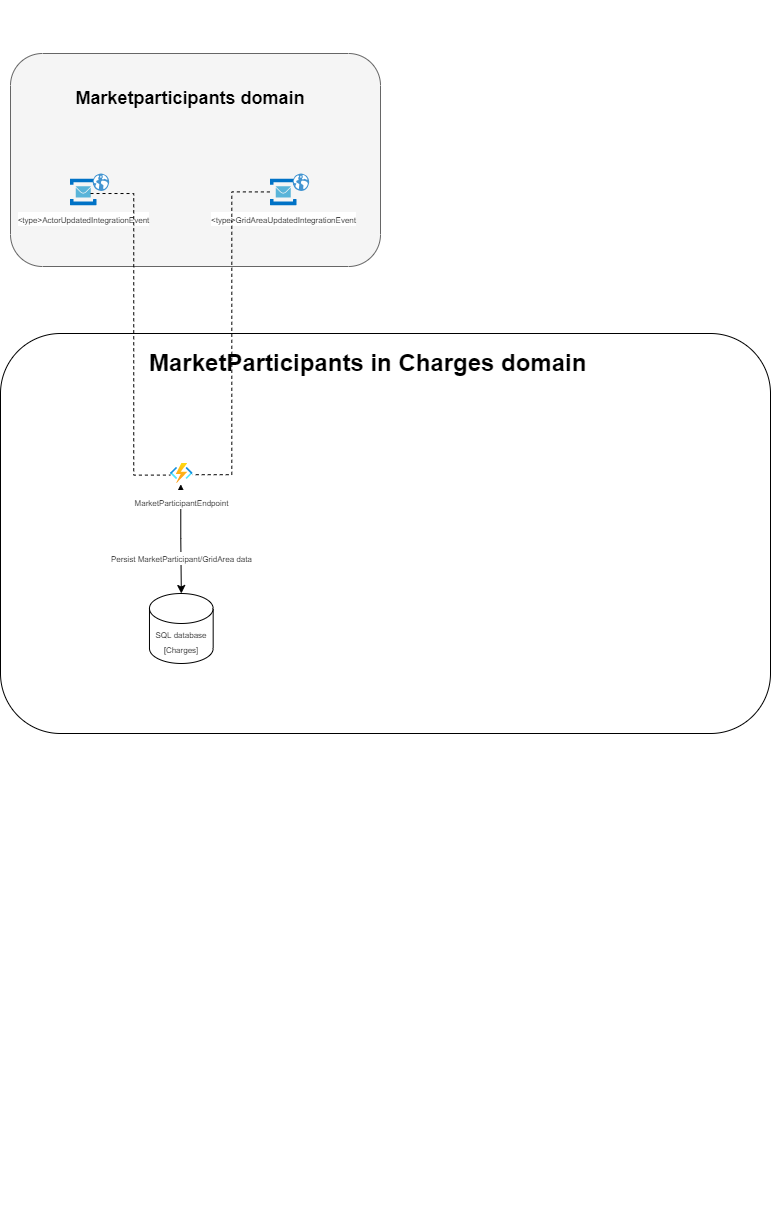 Marketparticipants domain
<type>ActorUpdatedIntegrationEvent
<type>GridAreaUpdatedIntegrationEvent
MarketParticipants in Charges domain
MarketParticipantEndpoint
Persist MarketParticipant/GridArea data
SQL database
[Charges]